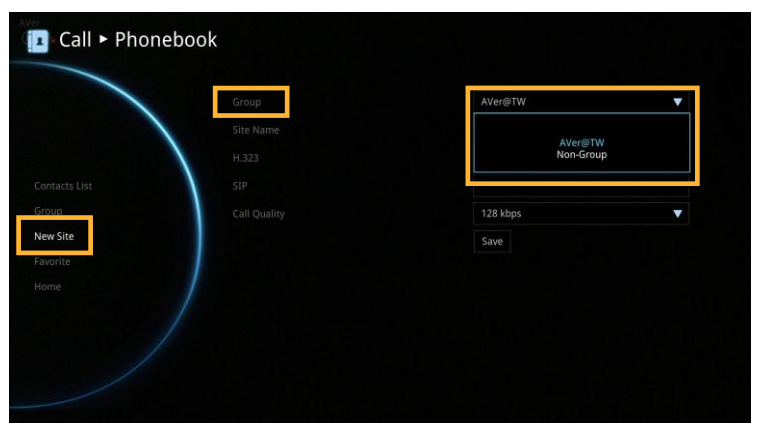 AVer
Call ▸ Phonebook
Group
AVer@TW
Site Name
AVer@TW
Non-Group
H.323
SIP
Contacts List
Group
Call Quality
128 kbps
New Site
Save
Favorite
Home